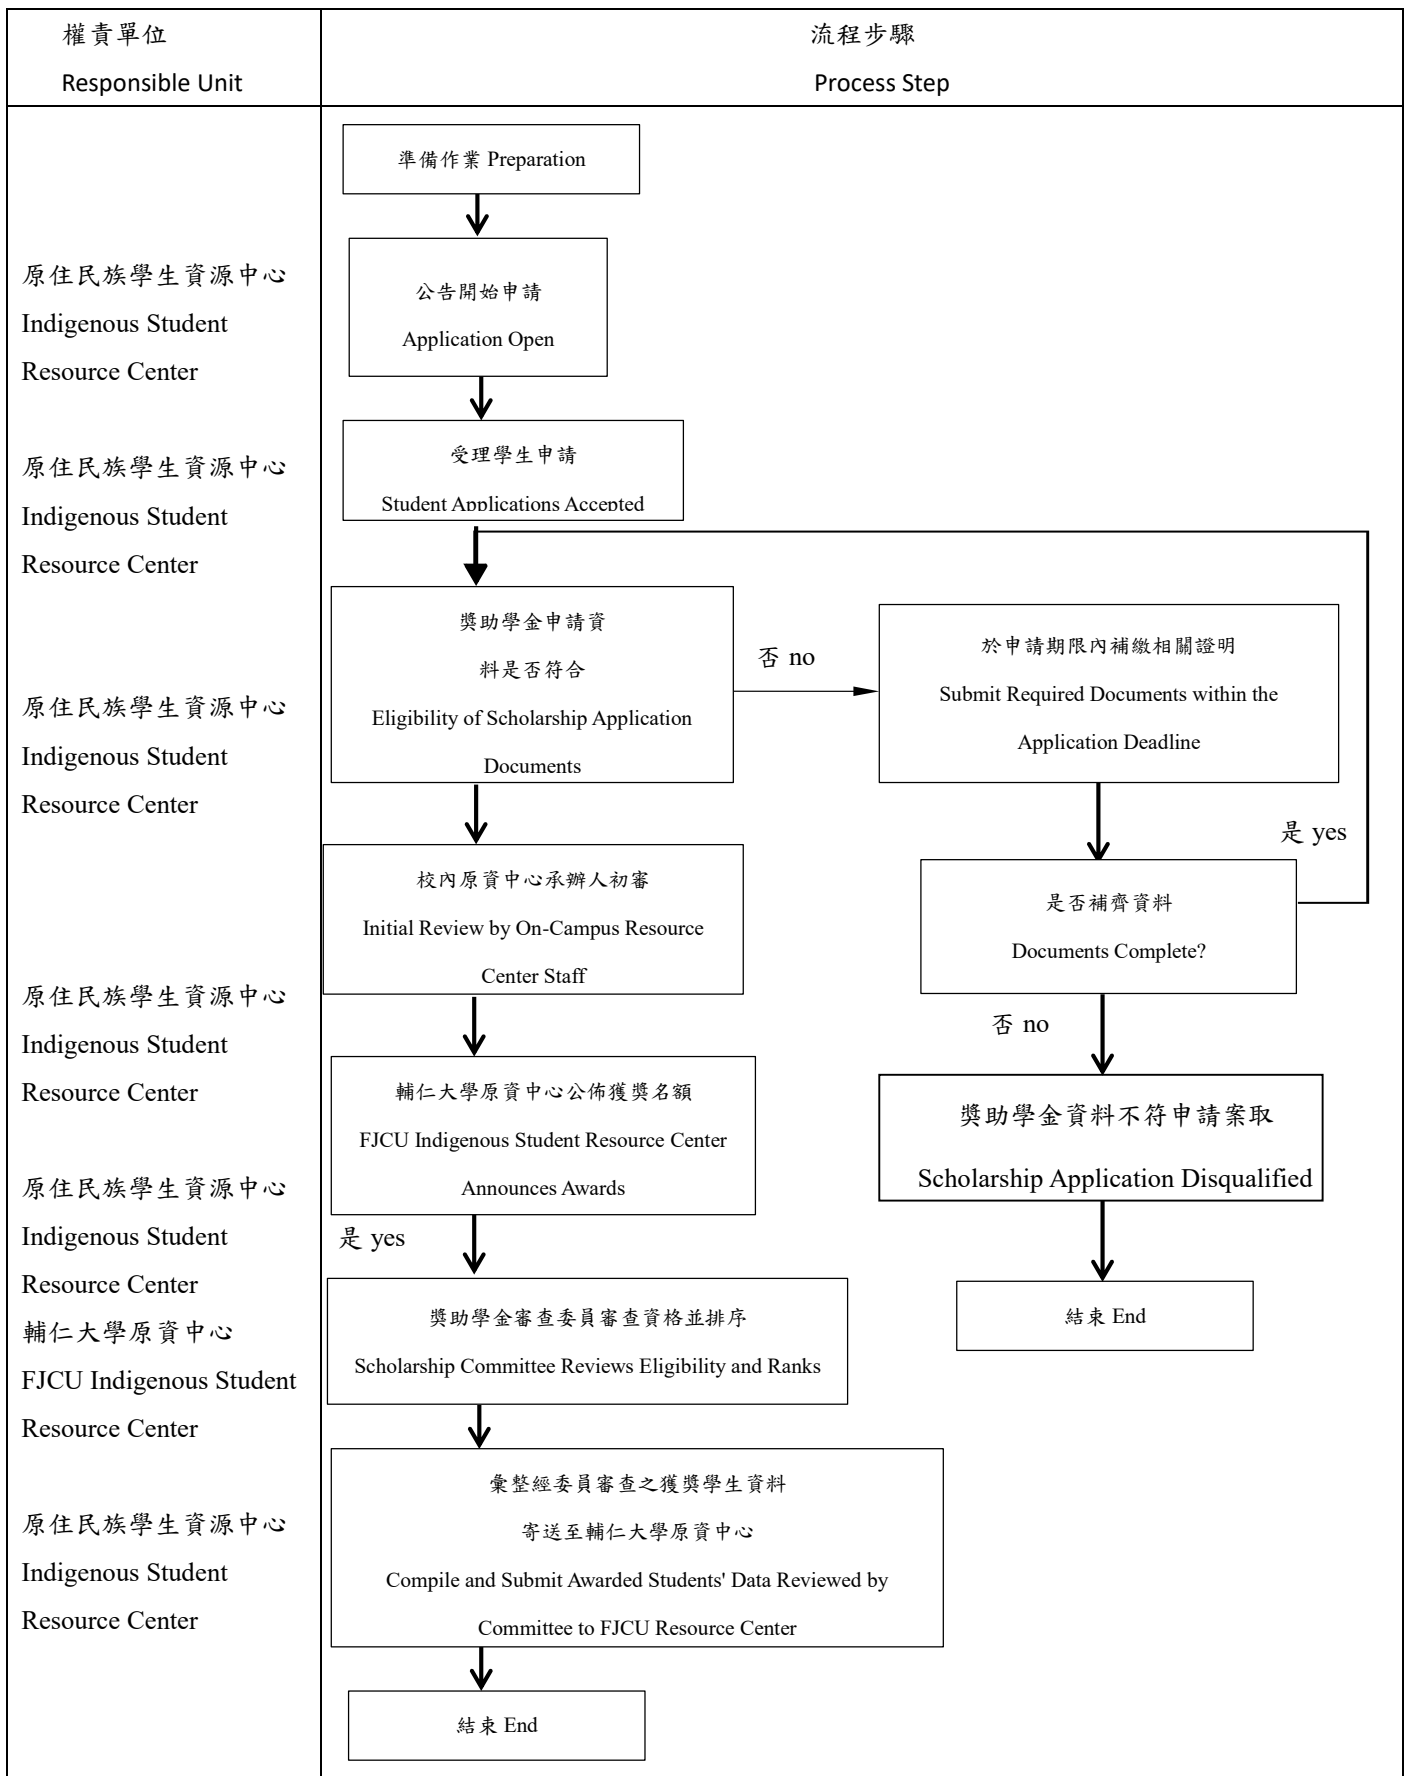 權責單位
Responsible Unit
流程步驟
Process Step
原住民族學生資源中心
Indigenous Student
Resource Center
原住民族學生資源中心
Indigenous Student
Resource Center
原住民族學生資源中心
Indigenous Student
Resource Center
原住民族學生資源中心
Indigenous Student
Resource Center
原住民族學生資源中心
Indigenous Student
Resource Center
輔仁大學原資中心
FJCU Indigenous Student
Resource Center
原住民族學生資源中心
Indigenous Student
Resource Center
準備作業 Preparation
公告開始申請
Application Open
受理學生申請
Student Applications Accepted
獎助學金申請資
料是否符合
Eligibility of Scholarship Application
Documents
否 no
於申請期限內補繳相關證明
Submit Required Documents within the
Application Deadline
是 yes
是否補齊資料
Documents Complete?
否 no
獎助學金資料不符申請案取
Scholarship Application Disqualified
結束 End
校內原資中心承辦人初審
Initial Review by On-Campus Resource
Center Staff
輔仁大學原資中心公佈獲獎名額
FJCU Indigenous Student Resource Center
Announces Awards
是 yes
獎助學金審查委員審查資格並排序
Scholarship Committee Reviews Eligibility and Ranks
彙整經委員審查之獲獎學生資料
寄送至輔仁大學原資中心
Compile and Submit Awarded Students' Data Reviewed by
Committee to FJCU Resource Center
結束 End